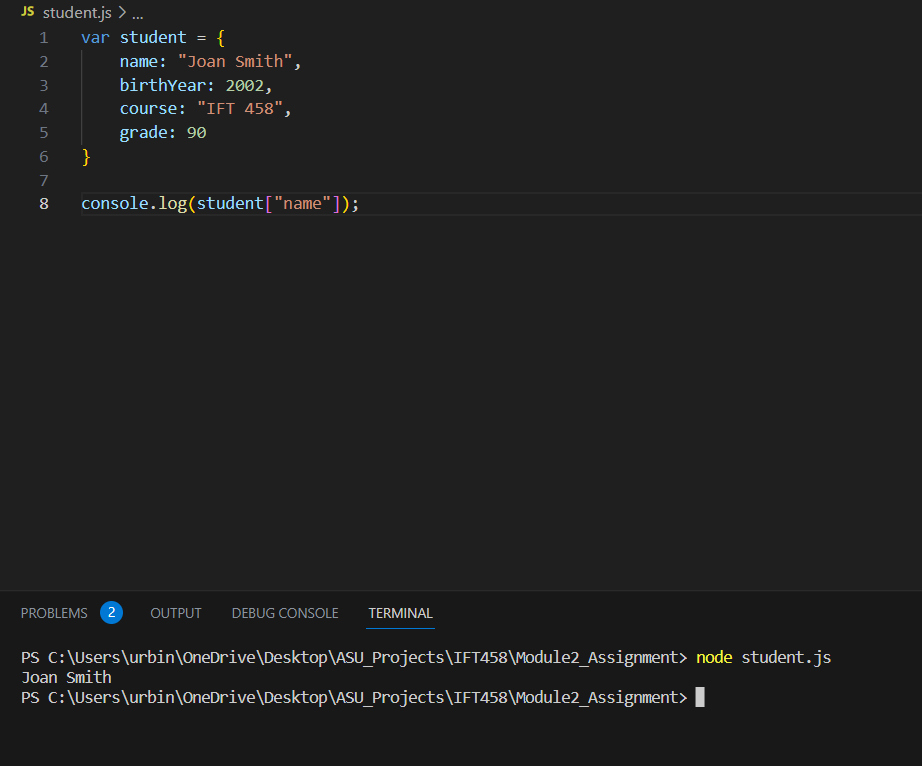 JS student.js > ...
1 var student = {
2     name: "Joan Smith",
3     birthYear: 2002,
4     course: "IFT 458",
5     grade: 90
6 }
7
8 console.log(student["name"]);
PROBLEMS 2 OUTPUT DEBUG CONSOLE TERMINAL
PS C:\Users\urbin\OneDrive\Desktop\ASU_Projects\IFT458\Module2_Assignment> node student.js
Joan Smith
PS C:\Users\urbin\OneDrive\Desktop\ASU_Projects\IFT458\Module2_Assignment>